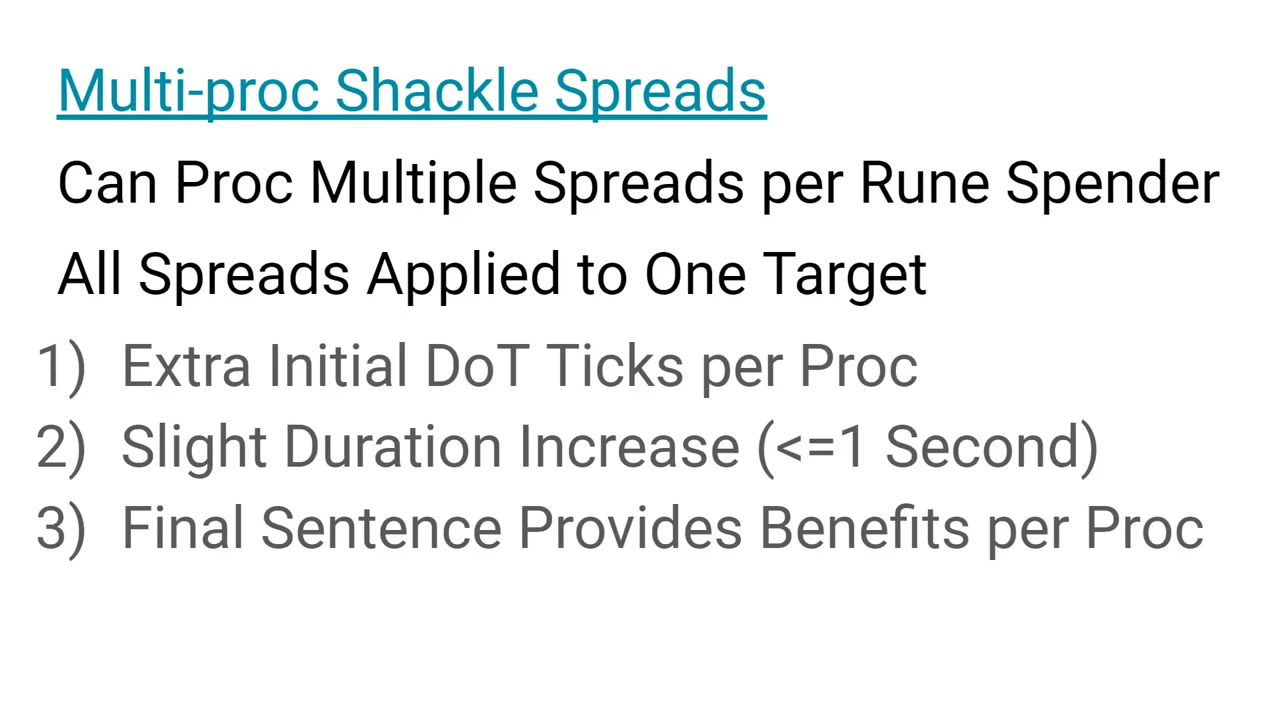 Multi-proc Shackle Spreads
Can Proc Multiple Spreads per Rune Spender
All Spreads Applied to One Target
1) Extra Initial DoT Ticks per Proc
2) Slight Duration Increase (<=1 Second)
3) Final Sentence Provides Benefits per Proc